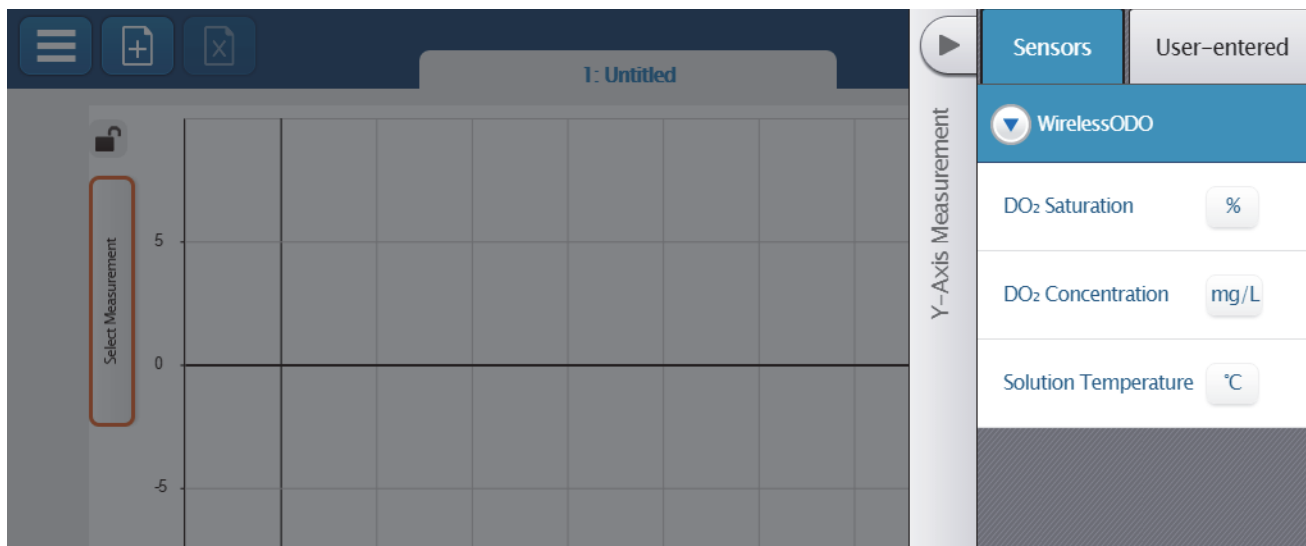 1: Untitled
Select Measurement
5
0
-5
Y-Axis Measurement
Sensors
User-entered
WirelessODO
DO₂ Saturation %
DO₂ Concentration mg/L
Solution Temperature °C